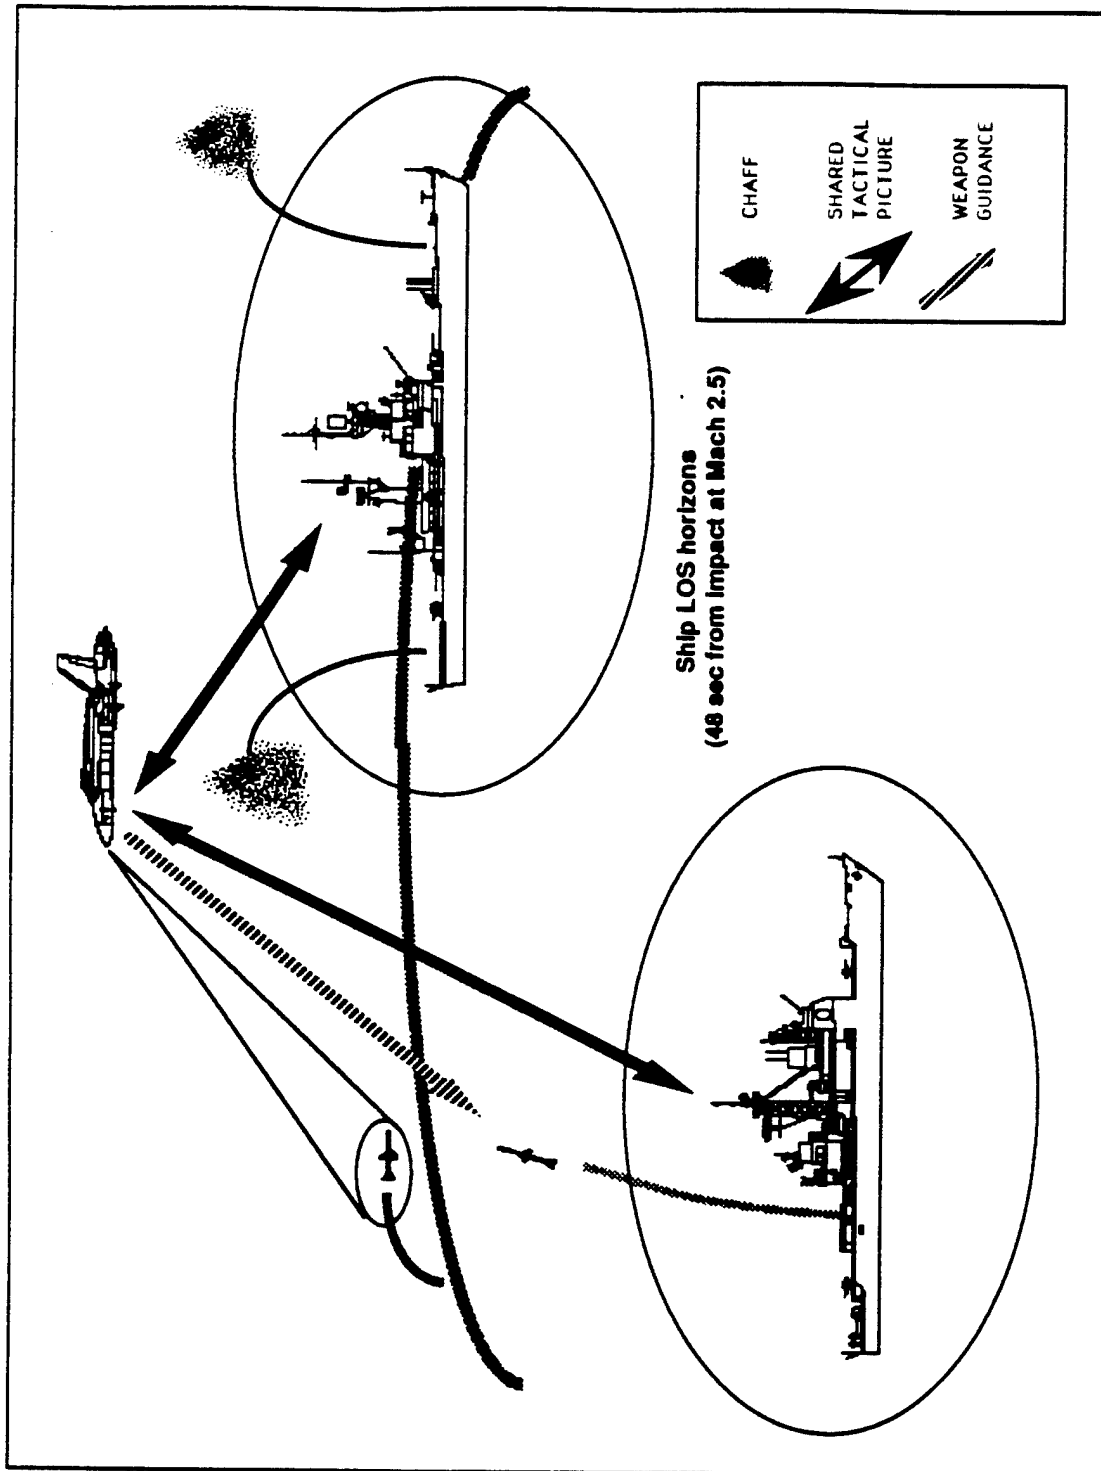 Ship LOS horizons
(48 sec from impact at Mach 2.5)
CHAFF
SHARED
TACTICAL
PICTURE
WEAPON
GUIDANCE